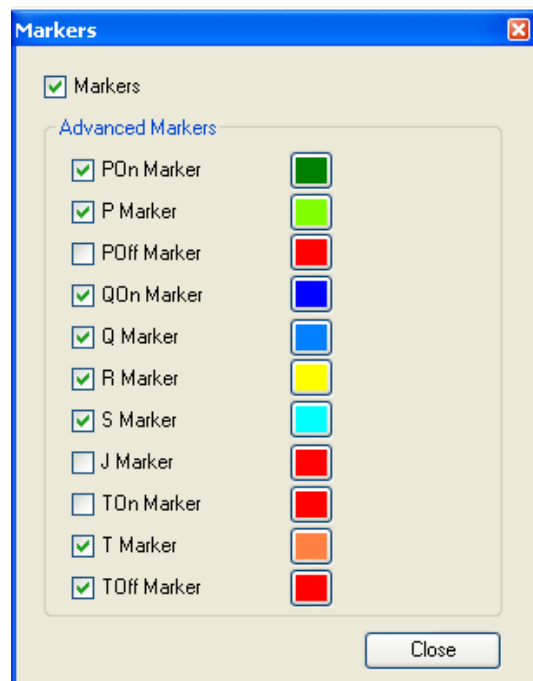 Markers
Markers
Advanced Markers
POn Marker
P Marker
POff Marker
QOn Marker
Q Marker
R Marker
S Marker
J Marker
TOn Marker
T Marker
TOff Marker
Close